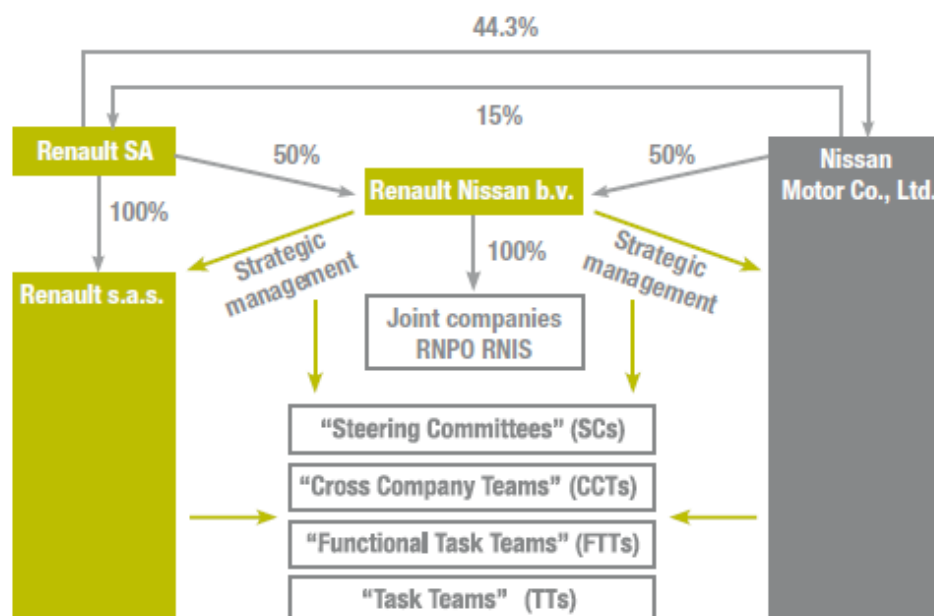 44.3%
15%
Renault SA
50%
50%
Nissan
Motor Co., Ltd.
Renault Nissan b.v.
100%
Strategic
management
100%
Strategic
management
Renault s.a.s.
Joint companies
RNPO RNIS
“Steering Committees” (SCs)
“Cross Company Teams” (CCTs)
“Functional Task Teams” (FTTs)
“Task Teams” (TTs)